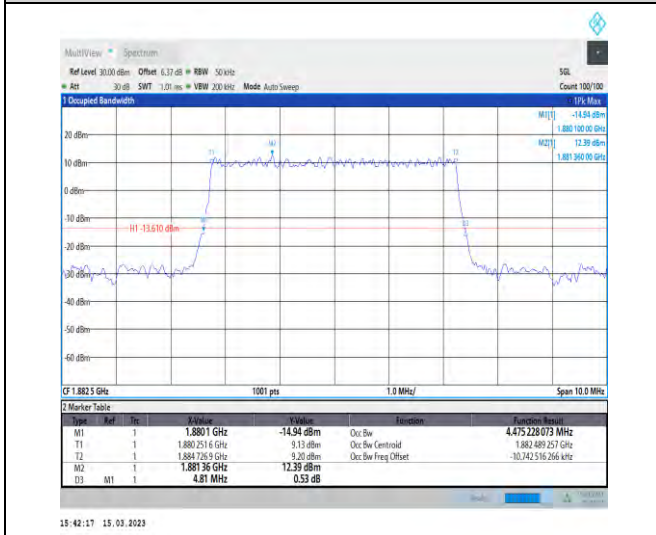 MultiView Spectrum
Ref Level 30.00 dBm Offset 6.37 dB RBW 50 kHz SGL
Att 30 dB SWT 1.01 ms VBW 200 kHz Mode Auto Sweep Count 100/100
1 Occupied Bandwidth 1Pk Max
M1[1] -14.94 dBm
1.880 100 00 GHz
M2[1] 12.39 dBm
1.881 360 00 GHz
20 dBm
M2
T1 T2
10 dBm
0 dBm
-10 dBm
M1 D3
H1 -13.610 dBm
-20 dBm
-30 dBm
-40 dBm
-50 dBm
-60 dBm
CF 1.882 5 GHz 1001 pts 1.0 MHz/ Span 10.0 MHz
2 Marker Table
Type Ref Trc X-Value Y-Value Function Function Result
M1 1 1.8801 GHz -14.94 dBm Occ Bw 4.475 228 073 MHz
T1 1 1.880 251 6 GHz 9.13 dBm Occ Bw Centroid 1.882 489 257 GHz
T2 1 1.884 726 9 GHz 9.20 dBm Occ Bw Freq Offset -10.742 516 266 kHz
M2 1 1.881 36 GHz 12.39 dBm
D3 M1 1 4.81 MHz 0.53 dB
Ready
15:42:17 15.03.2023